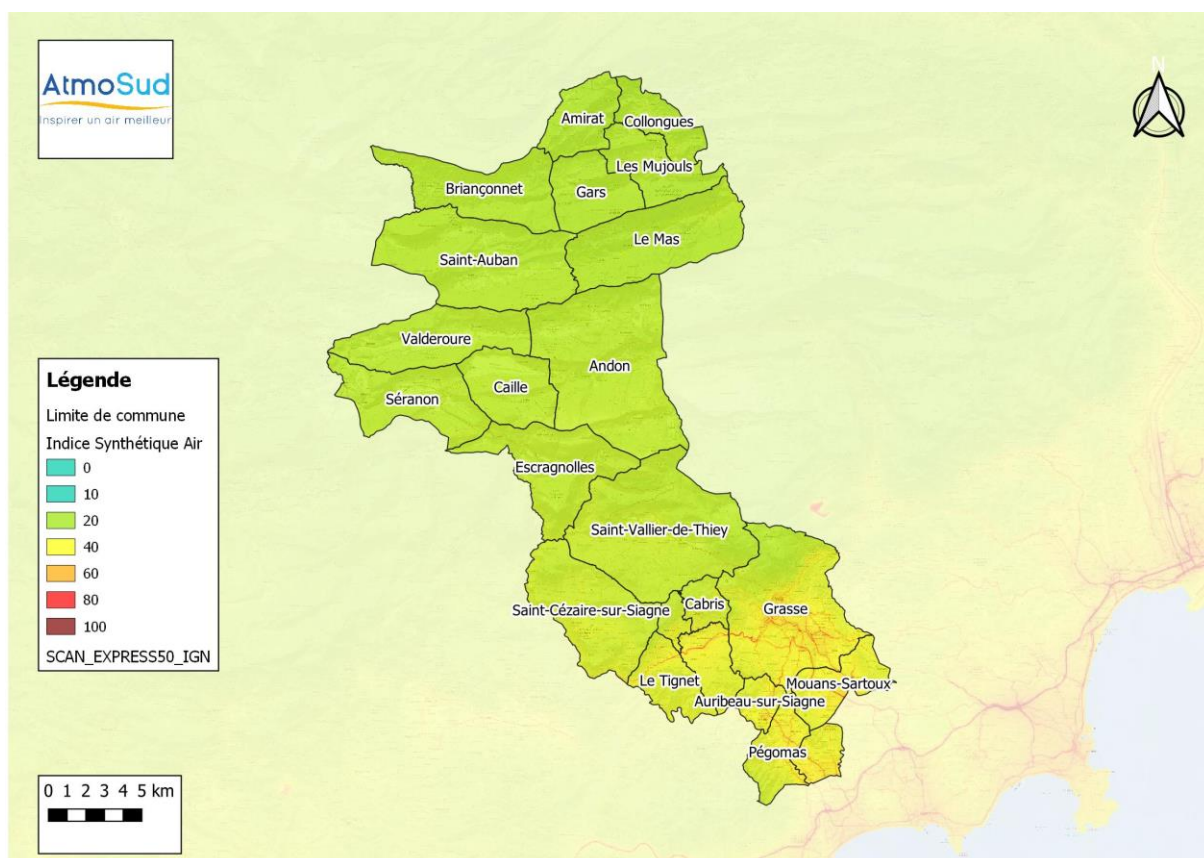 AtmoSud
Inspirer un air meilleur
N
Amirat
Collongues
Les Mujouls
Briançonnet
Gars
Le Mas
Saint-Auban
Valderoure
Andon
Caille
Séranon
Escragnolles
Saint-Vallier-de-Thiey
Saint-Cézaire-sur-Siagne
Cabris
Grasse
Le Tignet
Mouans-Sartoux
Auribeau-sur-Siagne
Pégomas
Légende
Limite de commune
Indice Synthétique Air
0
10
20
40
60
80
100
SCAN_EXPRESS50_IGN
0 1 2 3 4 5 km